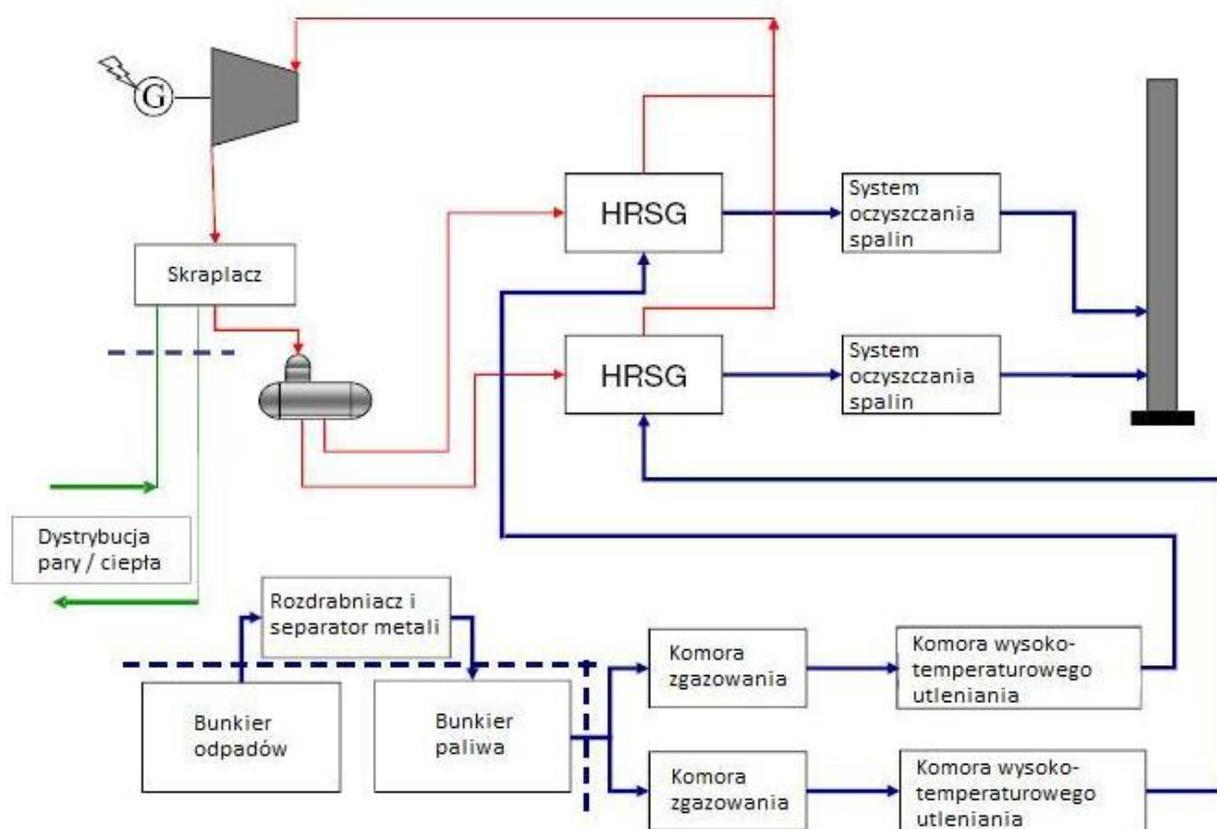 G
HRSG
System
oczyszczania
spalin
Skraplacz
HRSG
System
oczyszczania
spalin
Dystrybucja
pary / ciepła
Rozdrabniacz i
separator metali
Bunkier
odpadów
Bunkier
paliwa
Komora
zgazowania
Komora wysoko-
temperaturowego
utleniania
Komora
zgazowania
Komora wysoko-
temperaturowego
utleniania